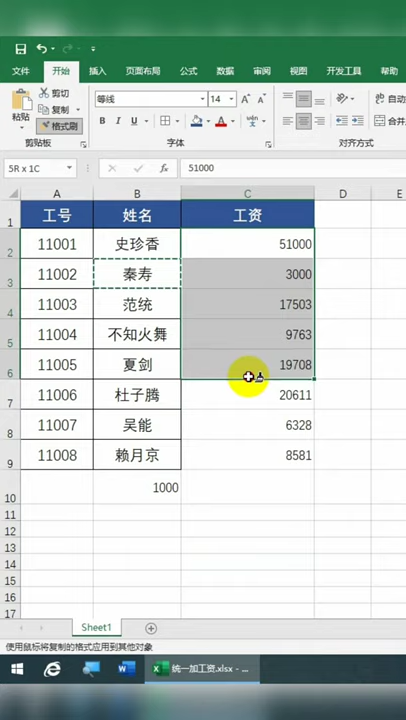 文件 开始 插入 页面布局 公式 数据 审阅 视图 开发工具 帮助
粘贴 剪切 复制 格式刷
等线 14 A A 自动
B I U A 文 合并
剪贴板 字体 对齐方式
5R x 1C fx 51000
A B C D E
1 工号 姓名 工资
2 11001 史珍香 51000
3 11002 秦寿 3000
4 11003 范统 17503
5 11004 不知火舞 9763
6 11005 夏剑 19708
7 11006 杜子腾 20611
8 11007 吴能 6328
9 11008 赖月京 8581
10 1000
11
12
13
14
15
16
17
Sheet1
使用鼠标将复制的格式应用到其他对象
统一加工资.xlsx - ...